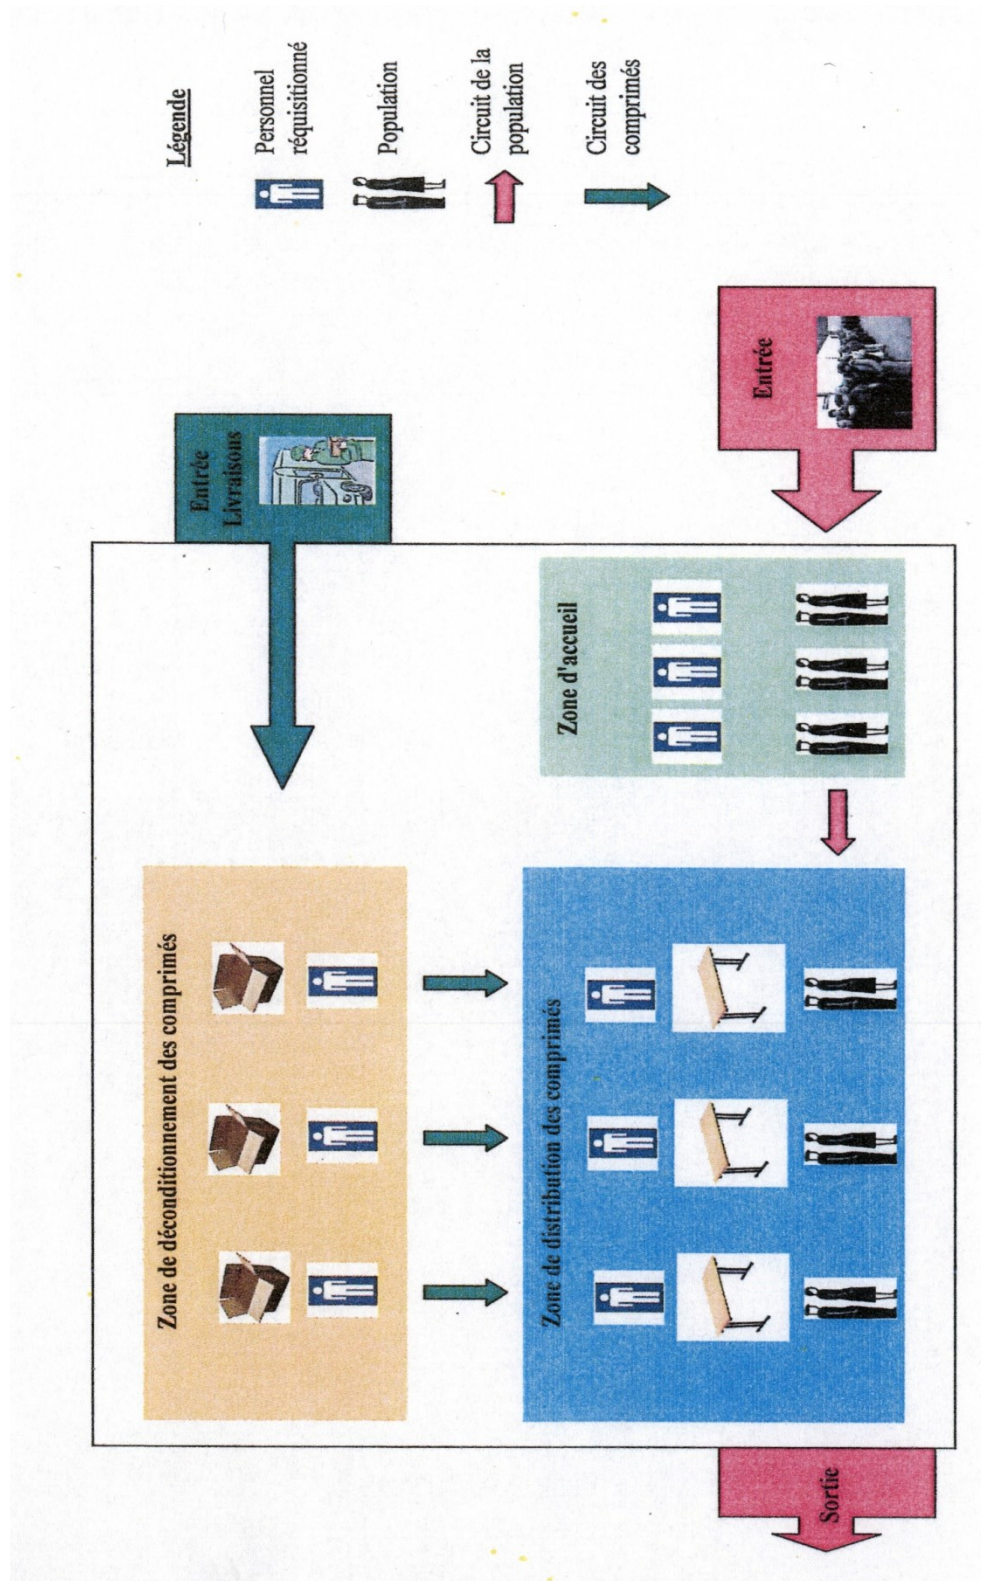 Légende
Personnel
réquisitionné
Population
Circuit de la
population
Circuit des
comprimés
Entrée
Livraisons
Entrée
Zone de déconditionnement des comprimés
Zone d'accueil
Zone de distribution des comprimés
Sortie